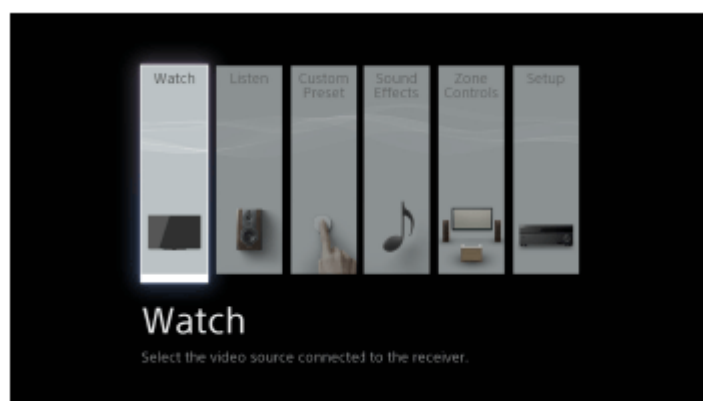 Watch
Listen
Custom
Preset
Sound
Effects
Zone
Controls
Setup
Watch
Select the video source connected to the receiver.